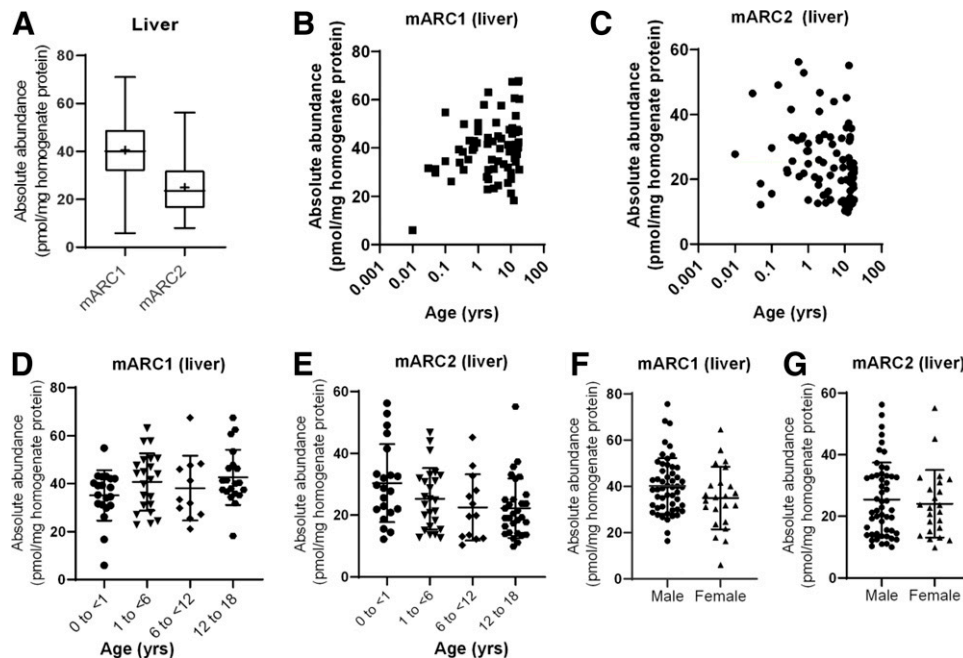 A
Liver
Absolute abundance
(pmol/mg homogenate protein)
80
60
40
20
0
mARC1
mARC2
B
mARC1 (liver)
Absolute abundance
(pmol/mg homogenate protein)
80
60
40
20
0
0.001
0.01
0.1
1
10
100
Age (yrs)
C
mARC2 (liver)
Absolute abundance
(pmol/mg homogenate protein)
60
40
20
0
0.001
0.01
0.1
1
10
100
Age (yrs)
D
mARC1 (liver)
Absolute abundance
(pmol/mg homogenate protein)
80
60
40
20
0
0 to <1
1 to <6
6 to <12
12 to 18
Age (yrs)
E
mARC2 (liver)
Absolute abundance
(pmol/mg homogenate protein)
60
40
20
0
0 to <1
1 to <6
6 to <12
12 to 18
Age (yrs)
F
mARC1 (liver)
Absolute abundance
(pmol/mg homogenate protein)
80
60
40
20
0
Male Female
G
mARC2 (liver)
Absolute abundance
(pmol/mg homogenate protein)
60
40
20
0
Male Female